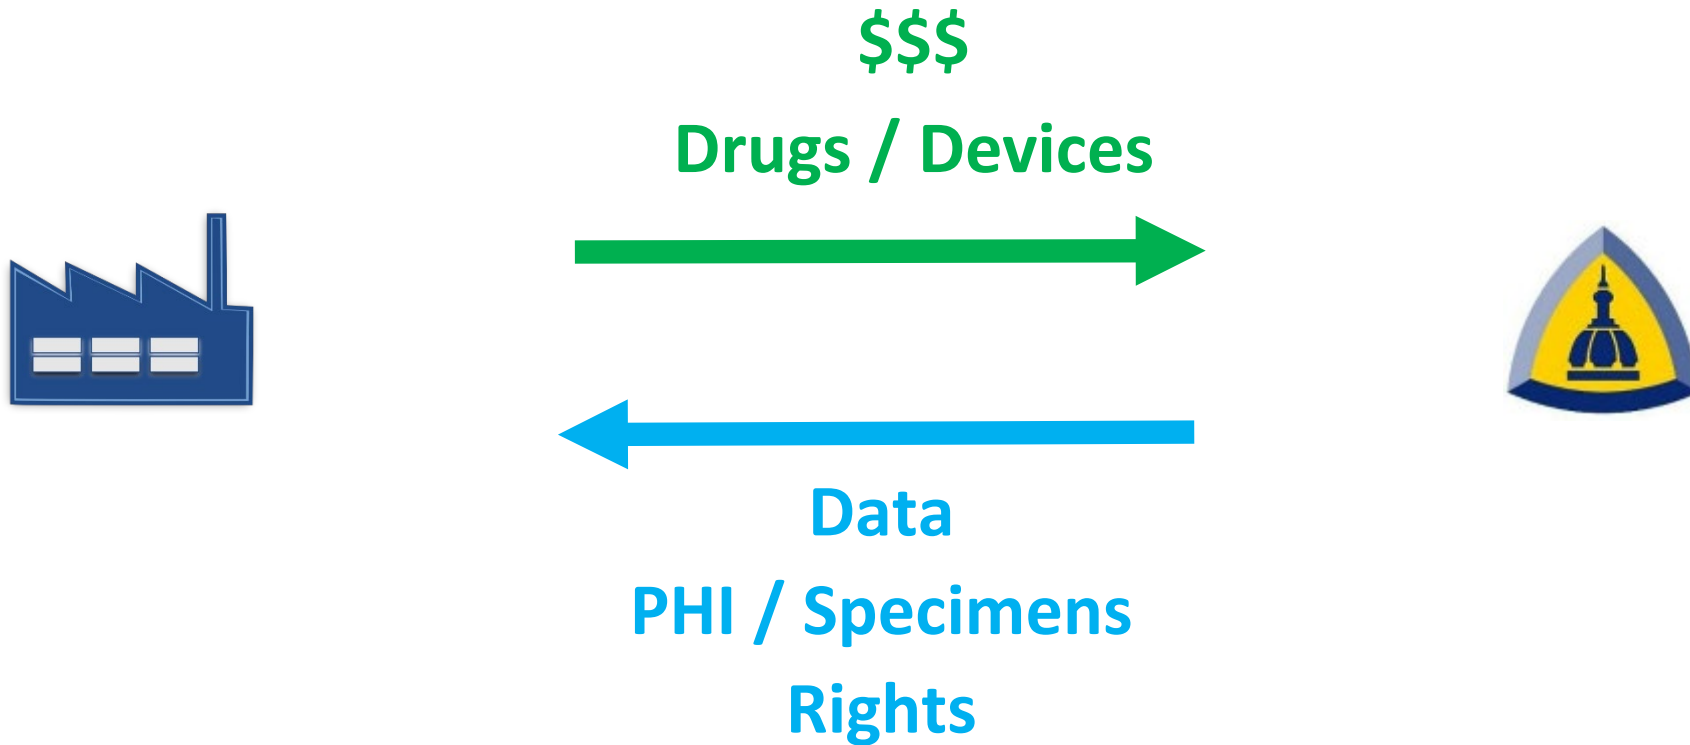 $$$
Drugs / Devices
Data
PHI / Specimens
Rights